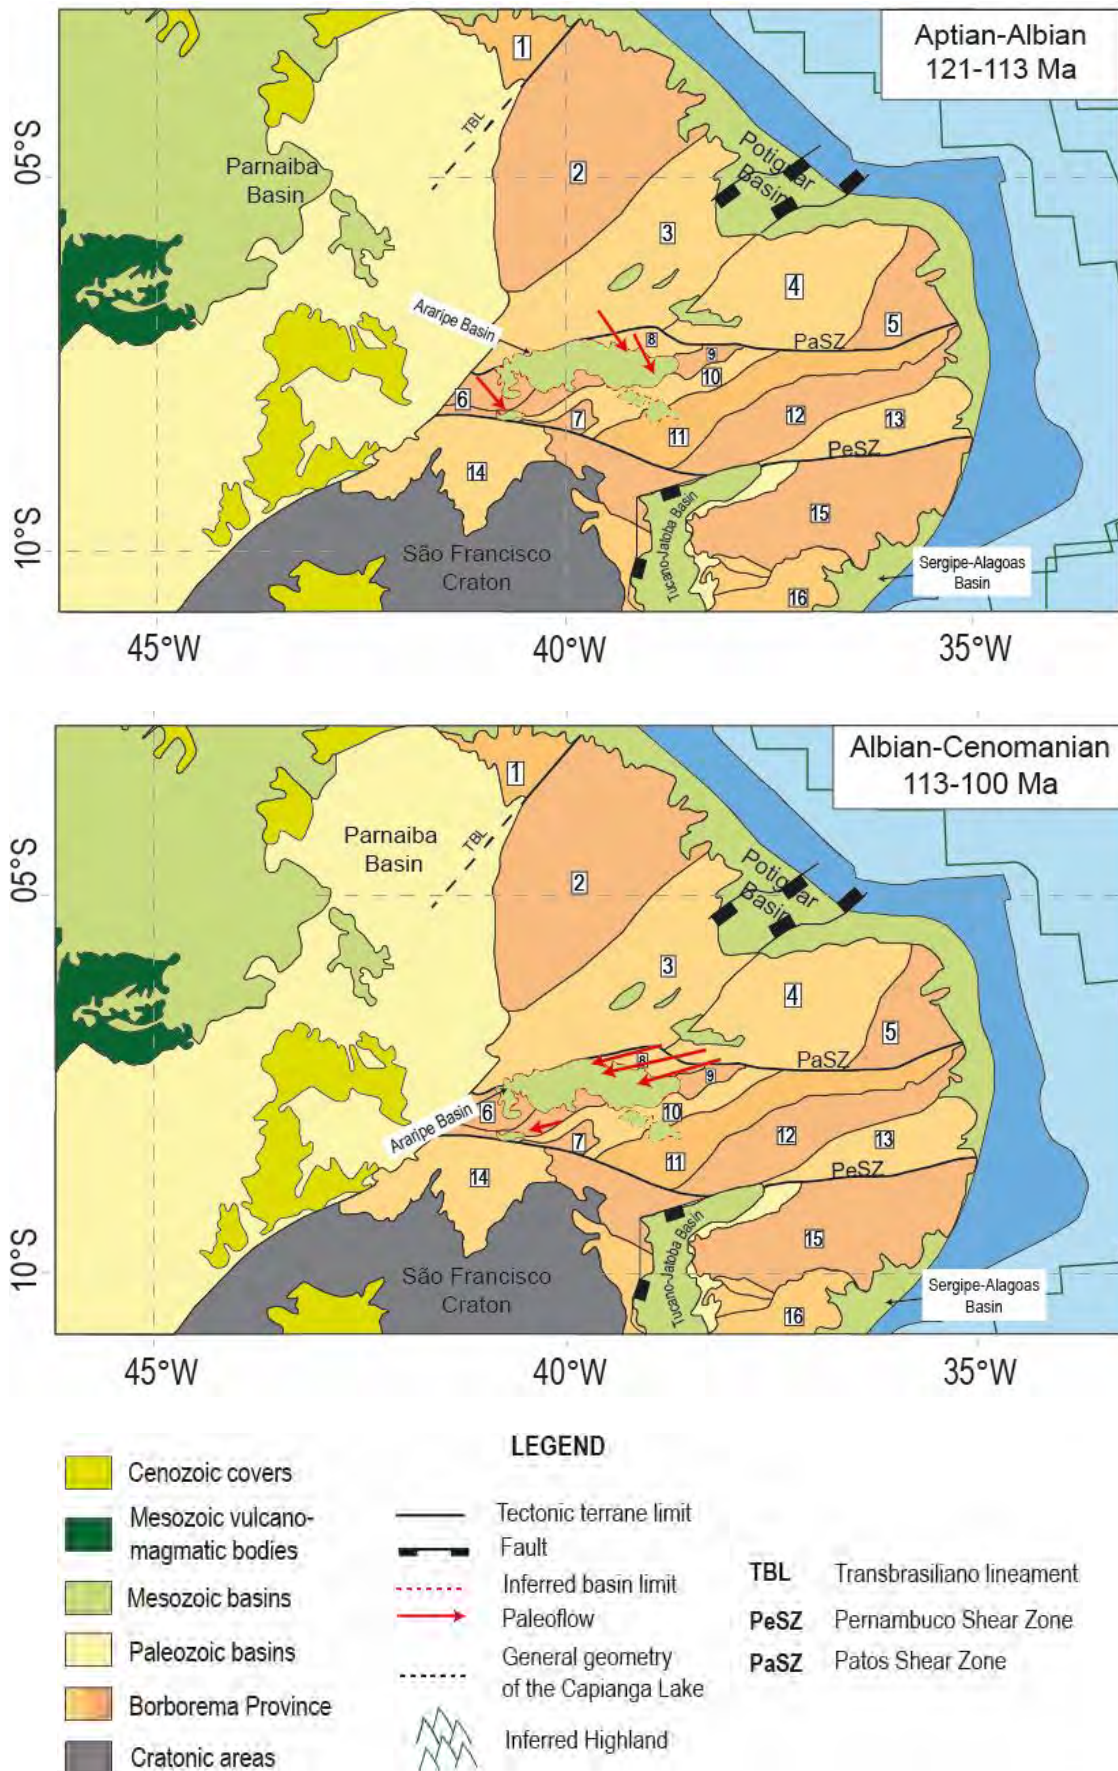 Aptian-Albian
121-113 Ma
1
TBL
05°S
Parnaiba
Basin
2
Potiguar
Basin
3
4
Araripe Basin
5
PaSZ
8
9
10
6
7
11
12
13
PeSZ
14
15
São Francisco
Craton
Tucano-Jatoba Basin
10°S
Sergipe-Alagoas
Basin
16
45°W
40°W
35°W
Albian-Cenomanian
113-100 Ma
1
TBL
Parnaiba
Basin
05°S
2
Potiguar
Basin
3
4
5
PaSZ
8
9
Araripe Basin
6
10
7
12
13
11
PeSZ
14
15
São Francisco
Craton
Tucano-Jatoba Basin
10°S
Sergipe-Alagoas
Basin
16
45°W
40°W
35°W
LEGEND
Cenozoic covers
Mesozoic vulcano-
magmatic bodies
Mesozoic basins
Paleozoic basins
Borborema Province
Cratonic areas
Tectonic terrane limit
Fault
Inferred basin limit
Paleoflow
General geometry
of the Capianga Lake
Inferred Highland
TBL Transbrasiliano lineament
PeSZ Pernambuco Shear Zone
PaSZ Patos Shear Zone